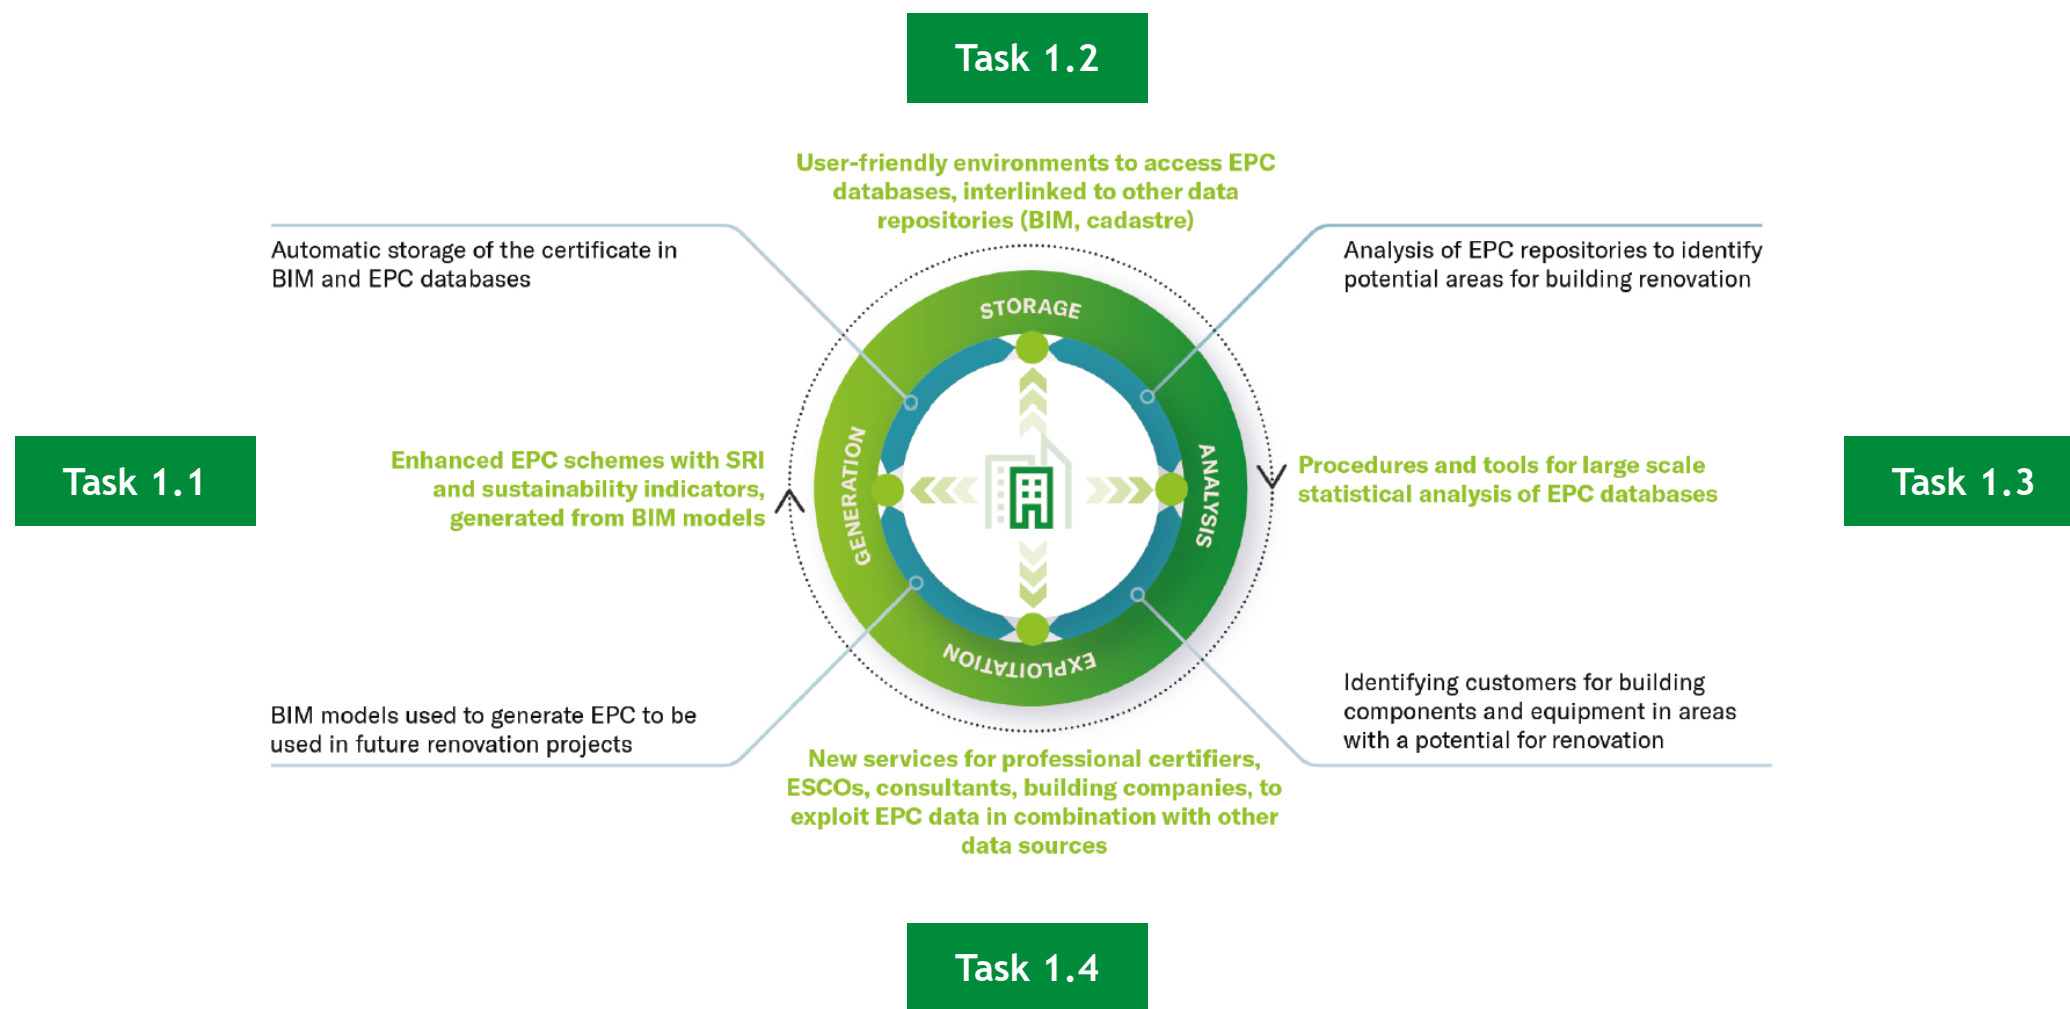 Task 1.2
User-friendly environments to access EPC
databases, interlinked to other data
repositories (BIM, cadastre)
Automatic storage of the certificate in
BIM and EPC databases
Analysis of EPC repositories to identify
potential areas for building renovation
STORAGE
Task 1.1
Enhanced EPC schemes with SRI
and sustainability indicators,
generated from BIM models
GENERATION
ANALYSIS
Procedures and tools for large scale
statistical analysis of EPC databases
Task 1.3
EXPLOITATION
BIM models used to generate EPC to be
used in future renovation projects
Identifying customers for building
components and equipment in areas
with a potential for renovation
New services for professional certifiers,
ESCOs, consultants, building companies, to
exploit EPC data in combination with other
data sources
Task 1.4